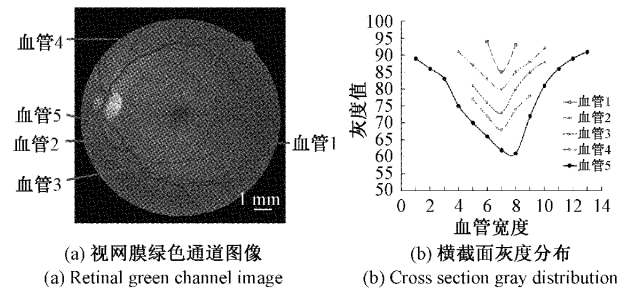 血管4
血管5
血管2
血管3
血管1
1 mm
(a) 视网膜绿色通道图像
(a) Retinal green channel image
灰度值
100
95
90
85
80
75
70
65
60
55
50
0 2 4 6 8 10 12 14
血管宽度
血管1
血管2
血管3
血管4
血管5
(b) 横截面灰度分布
(b) Cross section gray distribution